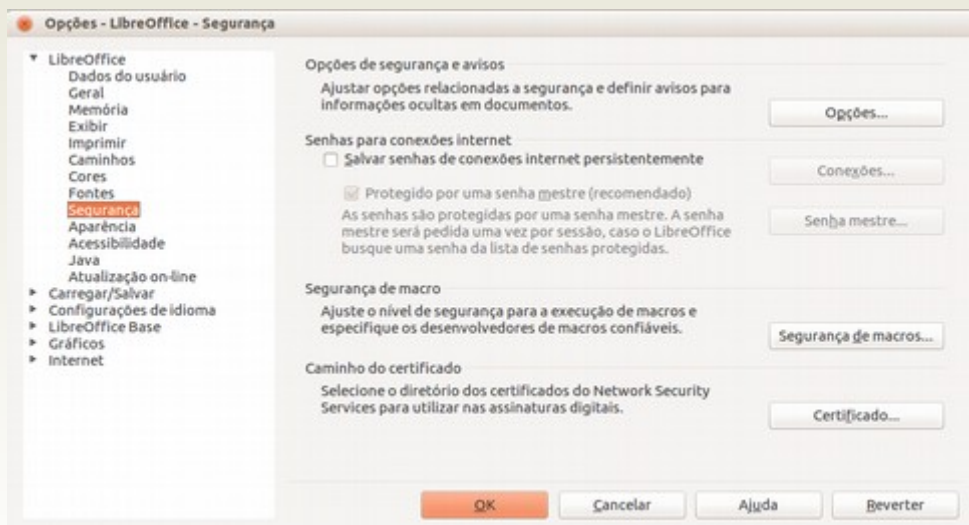 Opções - LibreOffice - Segurança
LibreOffice
Dados do usuário
Geral
Memória
Exibir
Imprimir
Caminhos
Cores
Fontes
Segurança
Aparência
Acessibilidade
Java
Atualização on-line
Carregar/Salvar
Configurações de idioma
LibreOffice Base
Gráficos
Internet
Opções de segurança e avisos
Ajustar opções relacionadas a segurança e definir avisos para
informações ocultas em documentos.
Opções...
Senhas para conexões internet
Salvar senhas de conexões internet persistentemente
Conexões...
Protegido por uma senha mestre (recomendado)
As senhas são protegidas por uma senha mestre. A senha
mestre será pedida uma vez por sessão, caso o LibreOffice
busque uma senha da lista de senhas protegidas.
Senha mestre...
Segurança de macro
Ajuste o nível de segurança para a execução de macros e
especifique os desenvolvedores de macros confiáveis.
Segurança de macros...
Caminho do certificado
Selecione o diretório dos certificados do Network Security
Services para utilizar nas assinaturas digitais.
Certificado...
OK
Cancelar
Ajuda
Reverter